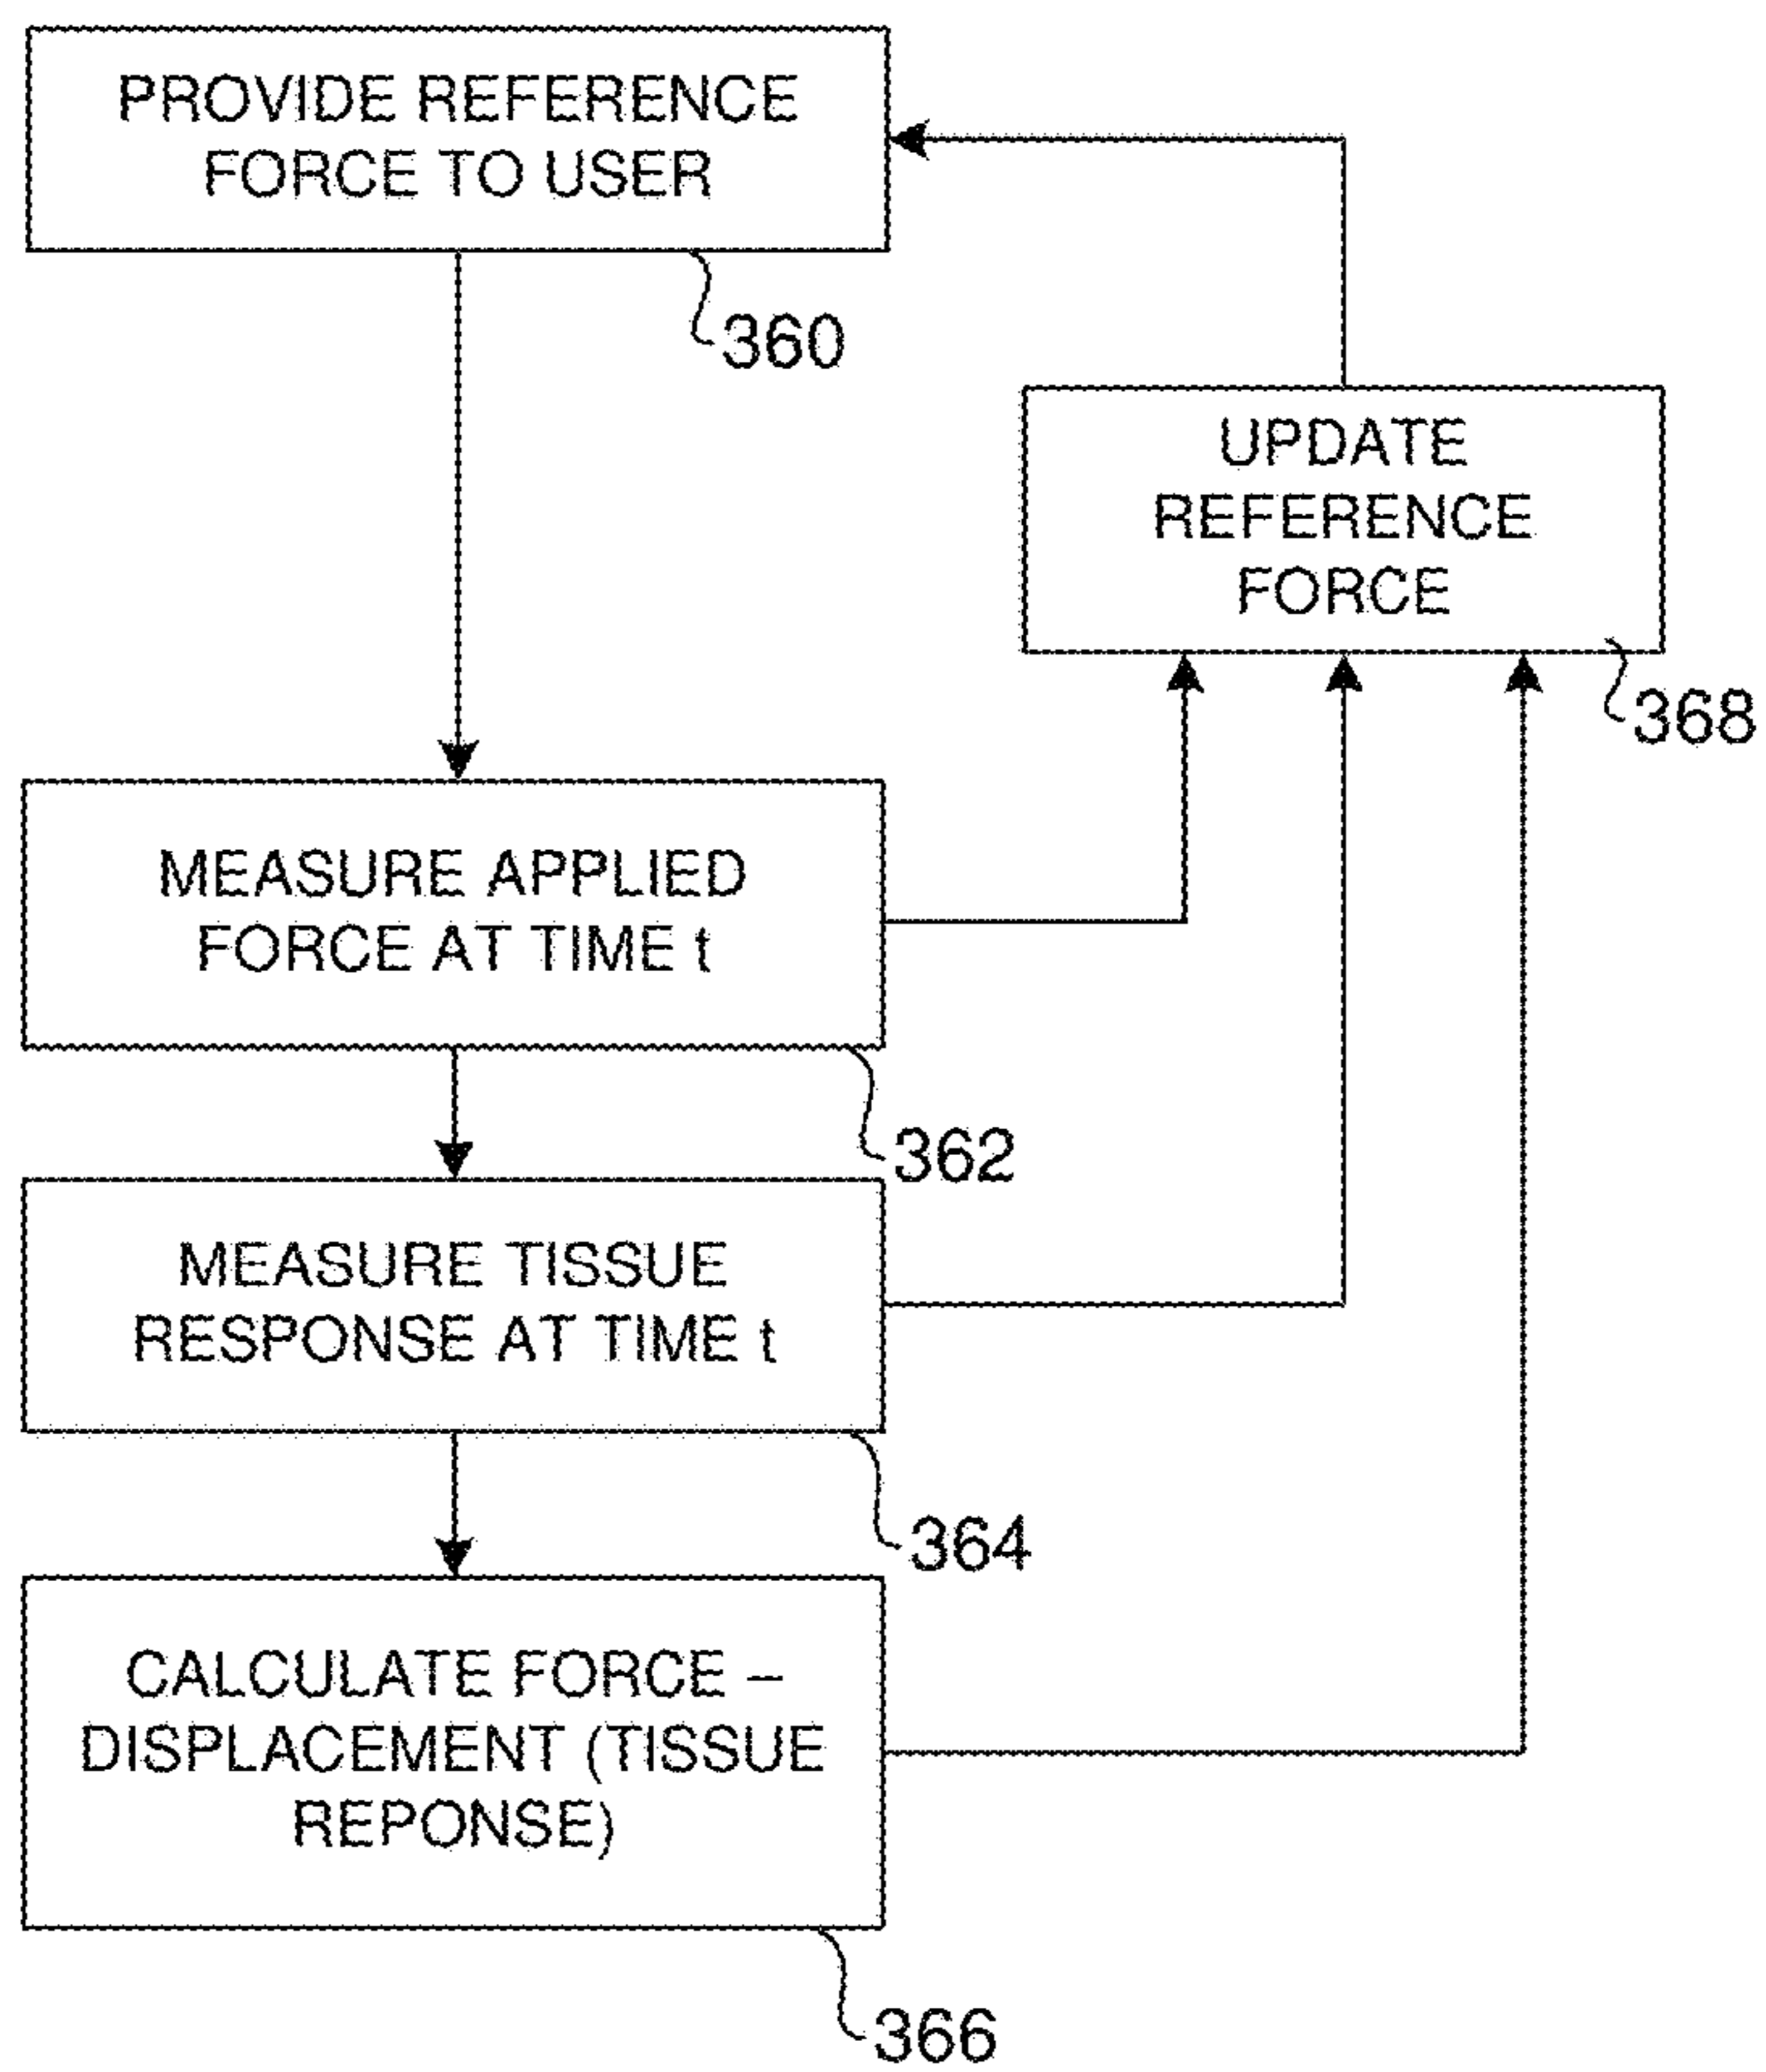 PROVIDE REFERENCE
FORCE TO USER
360
UPDATE
REFERENCE
FORCE
368
MEASURE APPLIED
FORCE AT TIME t
362
MEASURE TISSUE
RESPONSE AT TIME t
364
CALCULATE FORCE –
DISPLACEMENT (TISSUE
REPONSE)
366